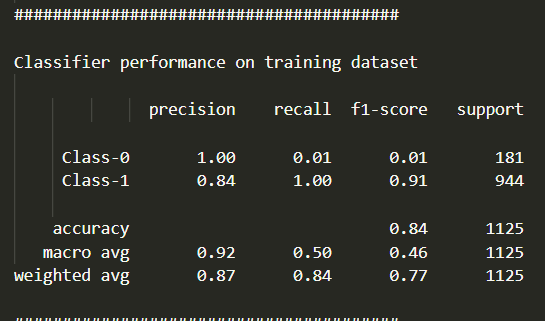 ########################################
Classifier performance on training dataset
precision recall f1-score support
Class-0 1.00 0.01 0.01 181
Class-1 0.84 1.00 0.91 944
accuracy 0.84 1125
macro avg 0.92 0.50 0.46 1125
weighted avg 0.87 0.84 0.77 1125
########################################